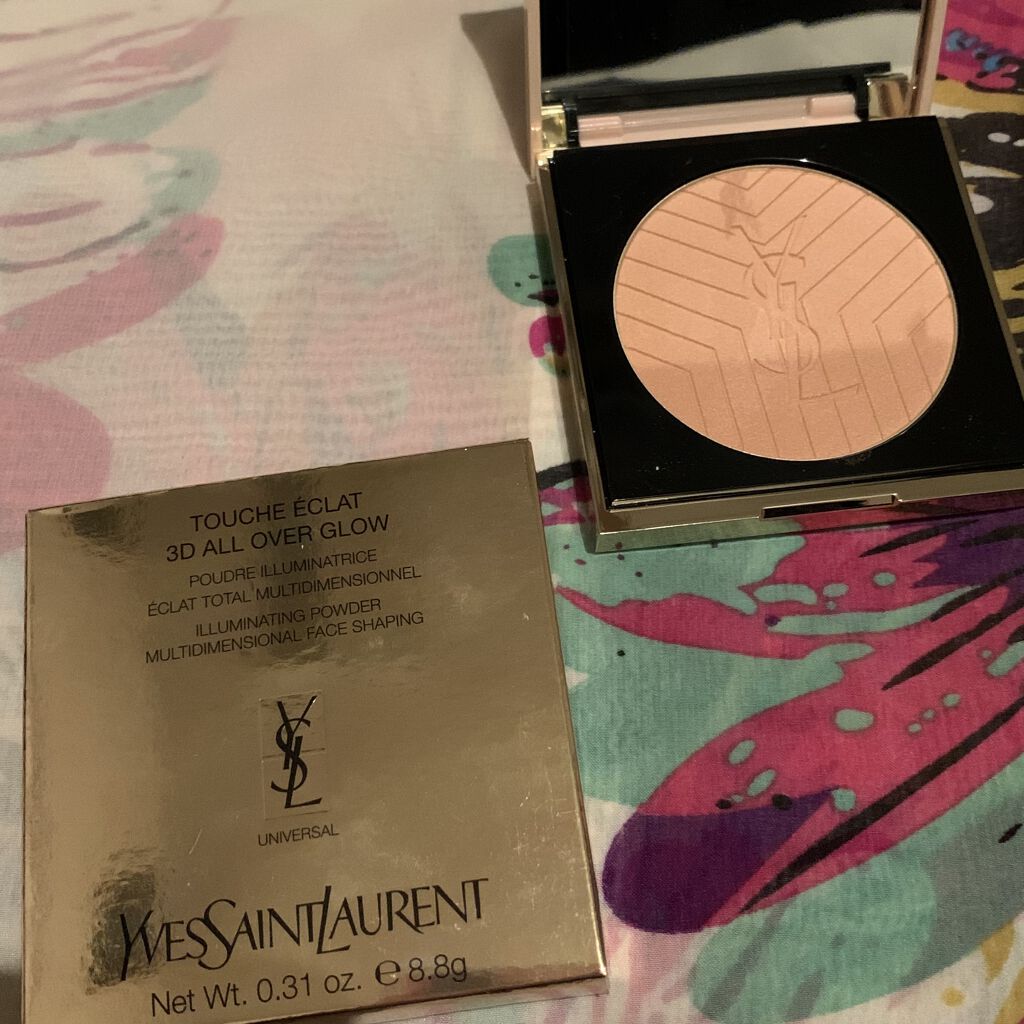 TOUCHE ÉCLAT
3D ALL OVER GLOW
POUDRE ILLUMINATRICE
ÉCLAT TOTAL MULTIDIMENSIONNEL
ILLUMINATING POWDER
MULTIDIMENSIONAL FACE SHAPING
YSL
UNIVERSAL
YVESSAINTLAURENT
Net Wt. 0.31 oz. ℮ 8.8g
YSL